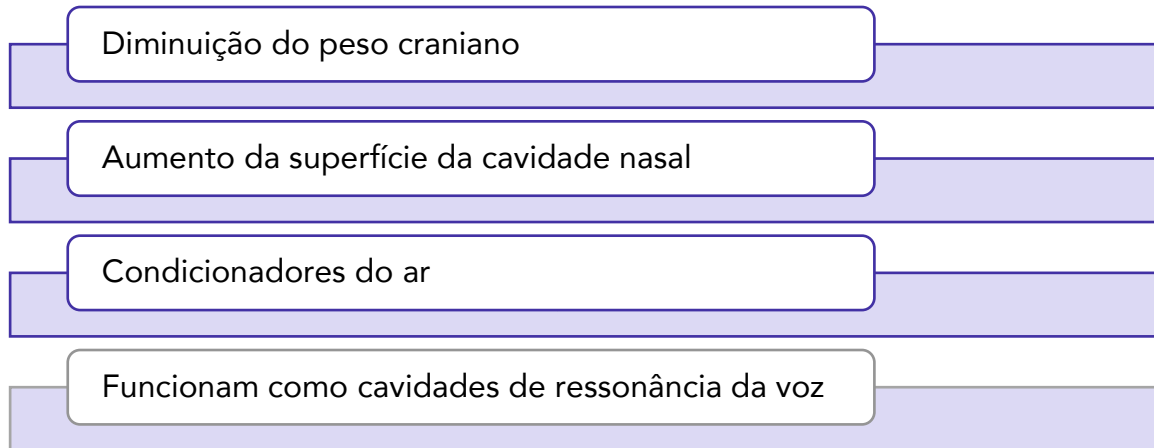 Diminuição do peso craniano
Aumento da superfície da cavidade nasal
Condicionadores do ar
Funcionam como cavidades de ressonância da voz